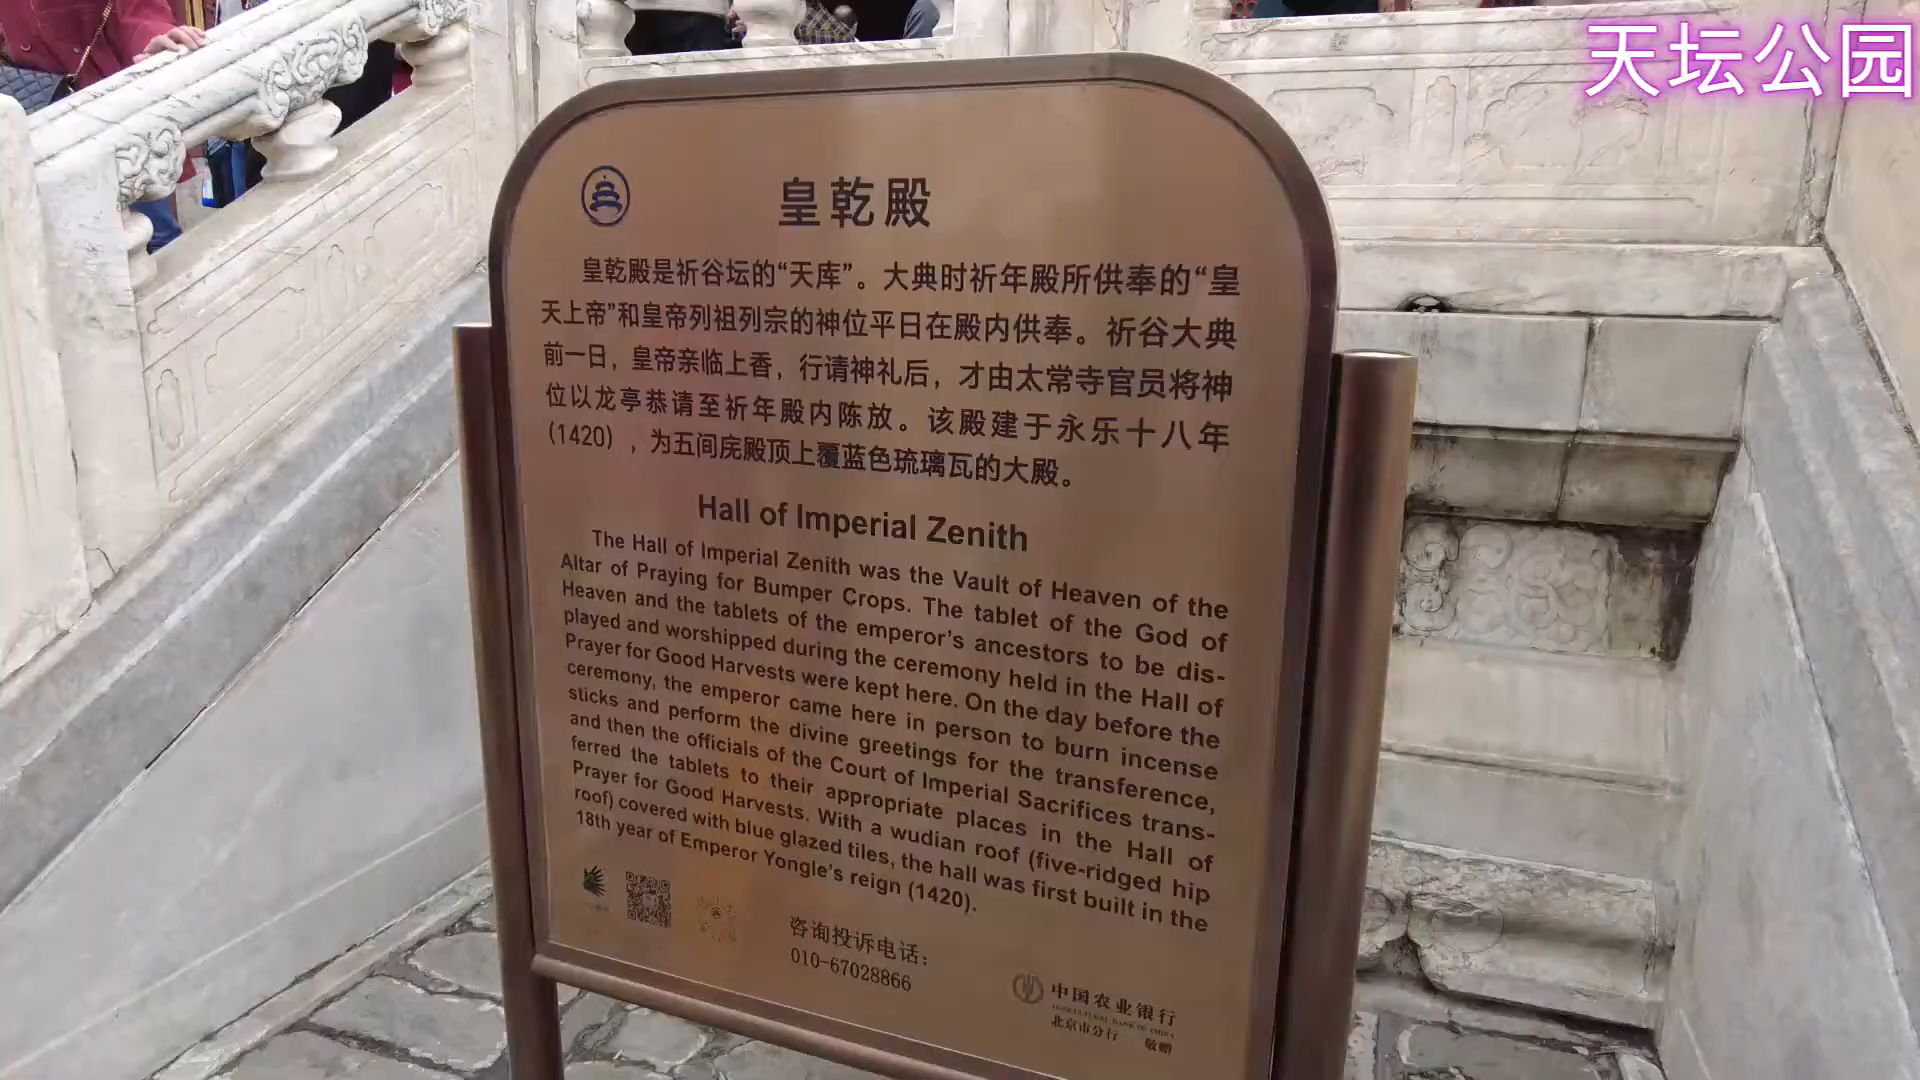 天坛公园
皇乾殿
皇乾殿是祈谷坛的“天库”。大典时祈年殿所供奉的“皇
天上帝”和皇帝列祖列宗的神位平日在殿内供奉。祈谷大典
前一日，皇帝亲临上香，行请神礼后，才由太常寺官员将神
位以龙亭恭请至祈年殿内陈放。该殿建于永乐十八年
(1420)，为五间庑殿顶上覆蓝色琉璃瓦的大殿。
Hall of Imperial Zenith
The Hall of Imperial Zenith was the Vault of Heaven of the
Altar of Praying for Bumper Crops. The tablet of the God of
Heaven and the tablets of the emperor’s ancestors to be dis-
played and worshipped during the ceremony held in the Hall of
Prayer for Good Harvests were kept here. On the day before the
ceremony, the emperor came here in person to burn incense
sticks and perform the divine greetings for the transference,
and then the officials of the Court of Imperial Sacrifices trans-
ferred the tablets to their appropriate places in the Hall of
Prayer for Good Harvests. With a wudian roof (five-ridged hip
roof) covered with blue glazed tiles, the hall was first built in the
18th year of Emperor Yongle’s reign (1420).
咨询投诉电话：
010-67028866
中国农业银行
AGRICULTURAL BANK OF CHINA
北京市分行 敬赠